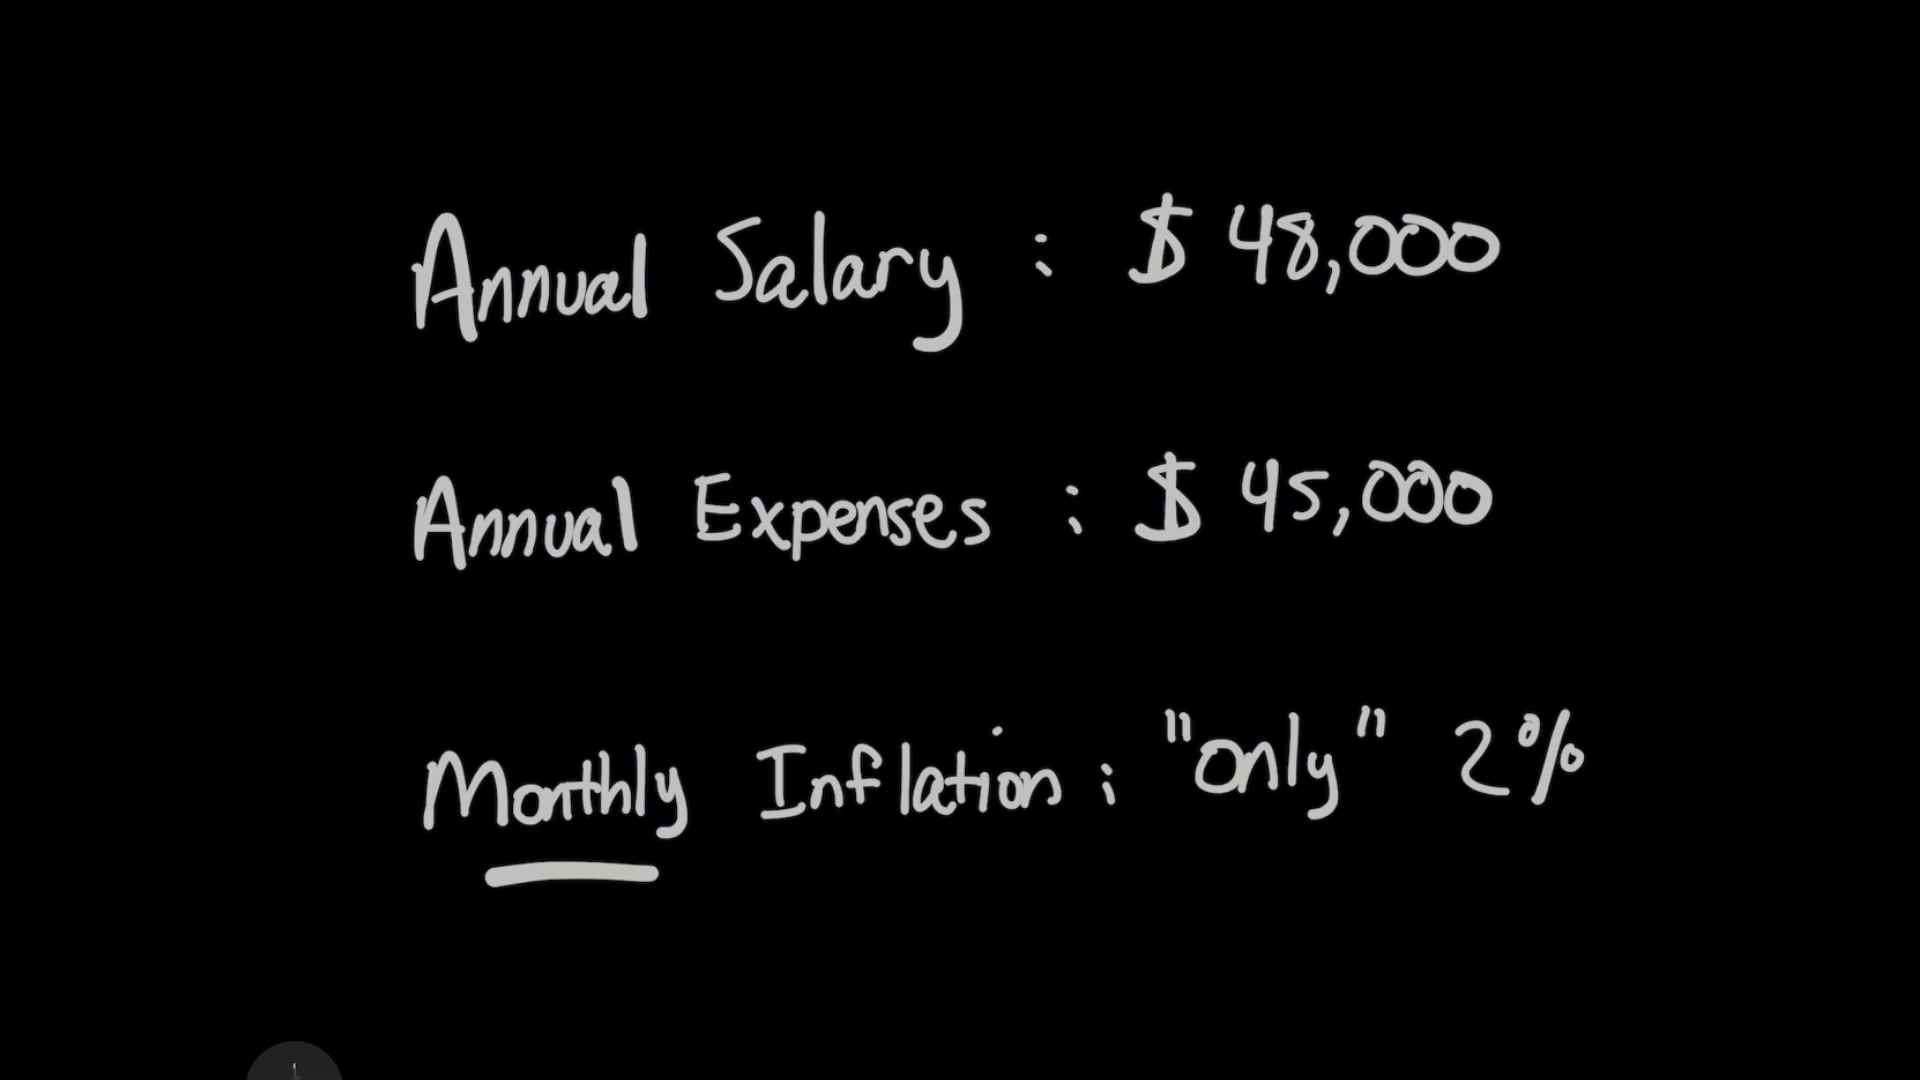 Annual Salary : $ 48,000
Annual Expenses : $ 45,000
Monthly Inflation : "only" 2%